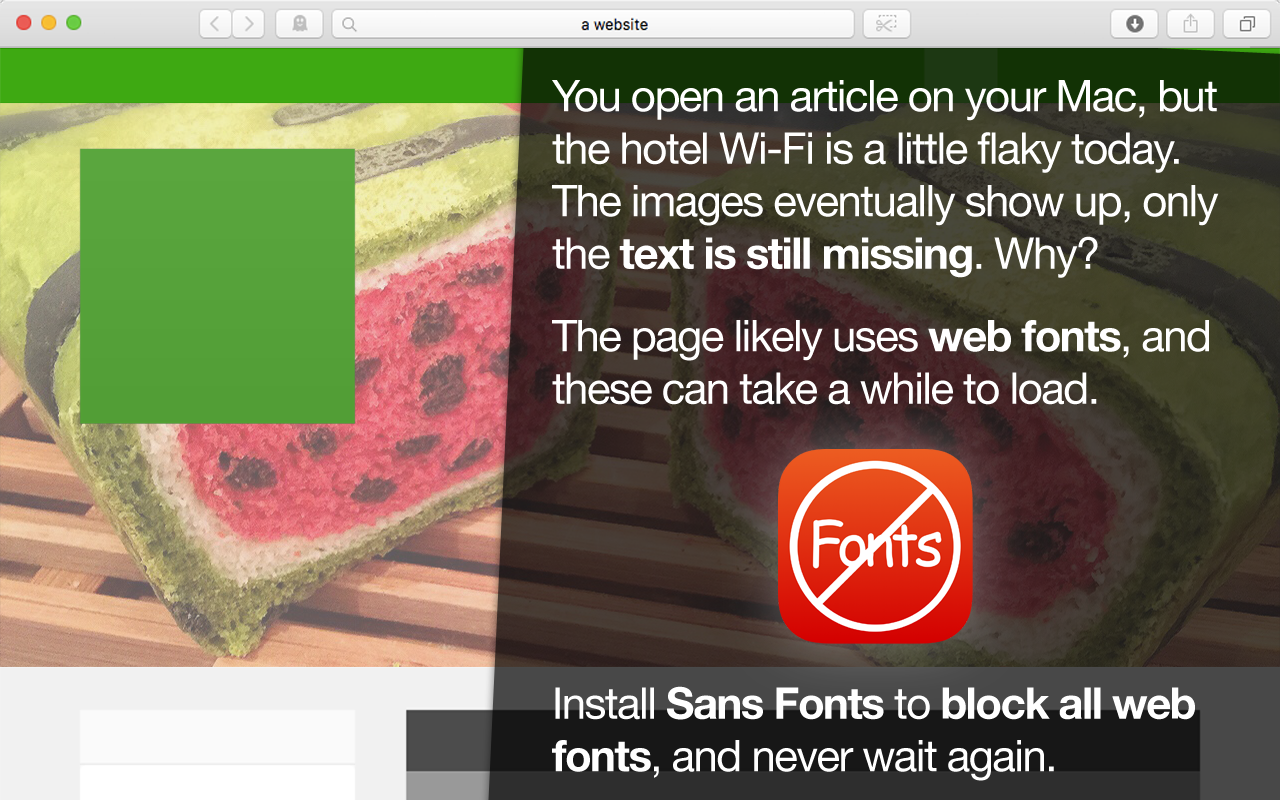 a website
You open an article on your Mac, but
the hotel Wi-Fi is a little flaky today.
The images eventually show up, only
the text is still missing. Why?
The page likely uses web fonts, and
these can take a while to load.
Fonts
Install Sans Fonts to block all web
fonts, and never wait again.